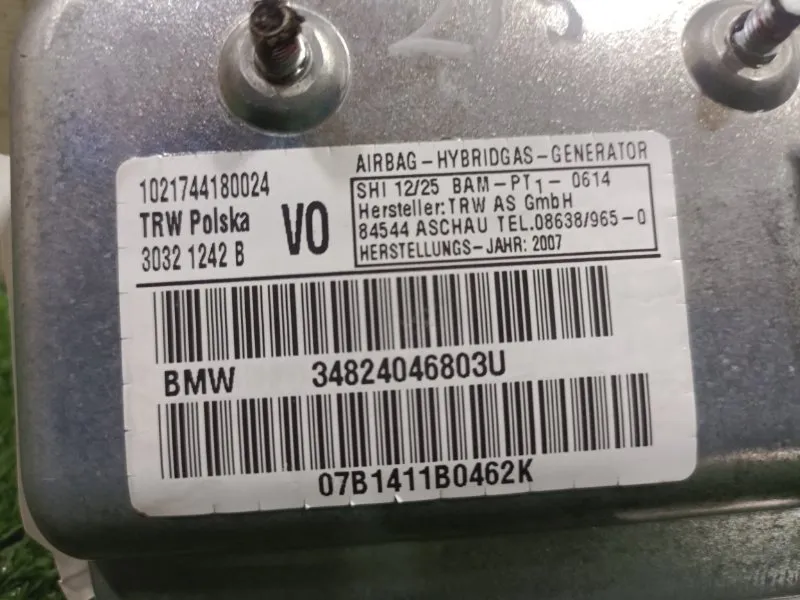 1021744180024
TRW Polska
3032 1242 B
VO
AIRBAG-HYBRIDGAS-GENERATOR
SHI 12/25 BAM-PT1- 0614
Hersteller: TRW AS GmbH
84544 ASCHAU TEL.08638/965-0
HERSTELLUNGS-JAHR: 2007
BMW 34824046803U
07B1411B0462K